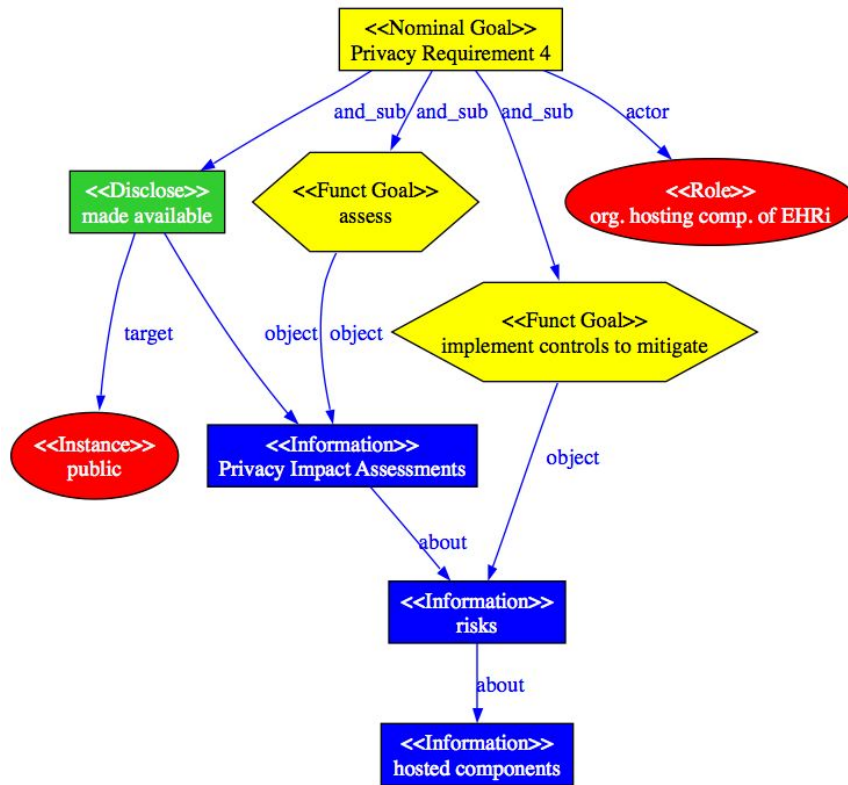 <<Nominal Goal>>
Privacy Requirement 4
and_sub
and_sub
and_sub
actor
<<Disclose>>
made available
<<Funct Goal>>
assess
<<Role>>
org. hosting comp. of EHRi
target
object
object
<<Funct Goal>>
implement controls to mitigate
<<Instance>>
public
<<Information>>
Privacy Impact Assessments
object
about
<<Information>>
risks
about
<<Information>>
hosted components